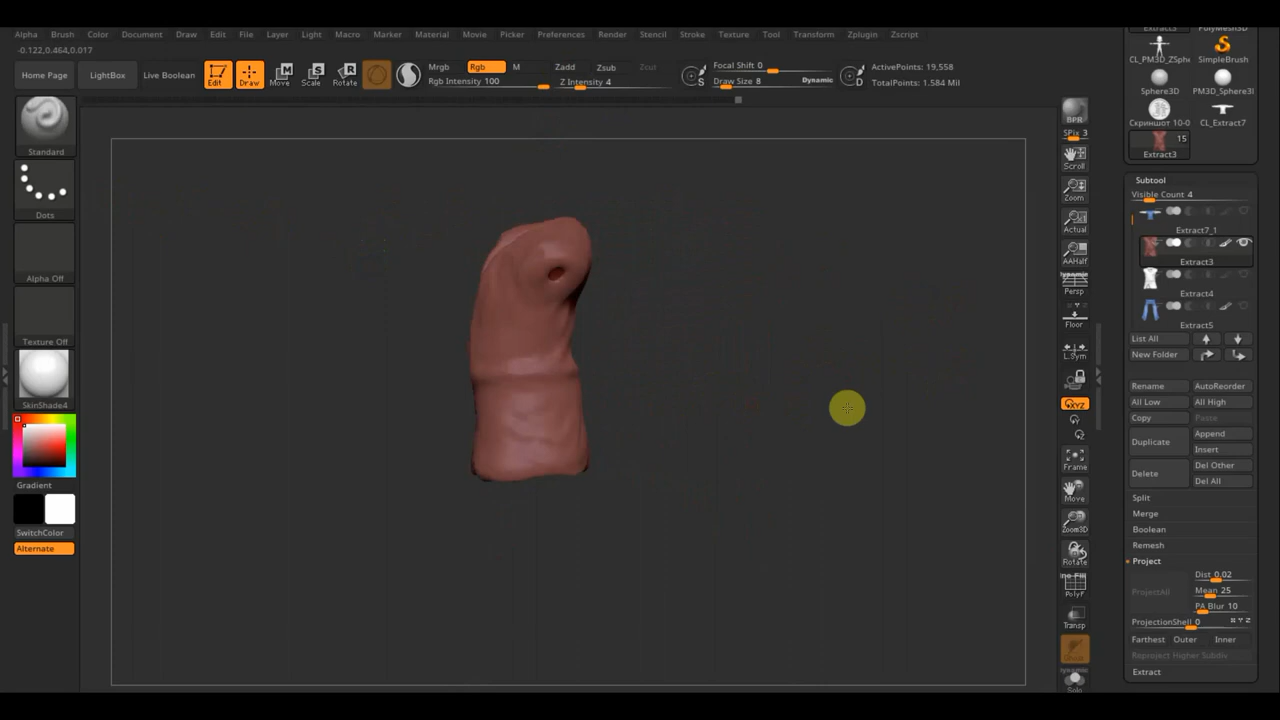 Alpha Brush Color Document Draw Edit File Layer Light Macro Marker Material Movie Picker Preferences Render Stencil Stroke Texture Tool Transform Zplugin Zscript
-0.122,0.464,0.017
Home Page LightBox Live Boolean Edit Draw Move Scale Rotate
Mrgb Rgb M Zadd Zsub Zcut
Rgb Intensity 100 Z Intensity 4
Focal Shift 0
Draw Size 8 Dynamic
S D
ActivePoints: 19,558
TotalPoints: 1.584 Mil
Standard
Dots
Alpha Off
Texture Off
SkinShade4
Gradient
SwitchColor
Alternate
BPR
SPix 3
Scroll
Zoom
Actual
AAHalf
Dynamic
Persp
Floor
L.Sym
XYZ
Frame
Move
Zoom3D
Rotate
PolyF
Transp
Dynamic
Solo
CL_PM3D_ZSphe SimpleBrush
Sphere3D PM3D_Sphere3I
Скриншот 10-0 CL_Extract7
15
Extract3
Subtool
Visible Count 4
Extract7_1
Extract3
Extract4
Extract5
List All
New Folder
Rename AutoReorder
All Low All High
Copy Paste
Duplicate Append
Insert
Delete Del Other
Del All
Split
Merge
Boolean
Remesh
Project
ProjectAll Dist 0.02
Mean 25
PA Blur 10
ProjectionShell 0 X Y Z
Farthest Outer Inner
Reproject Higher Subdiv
Extract